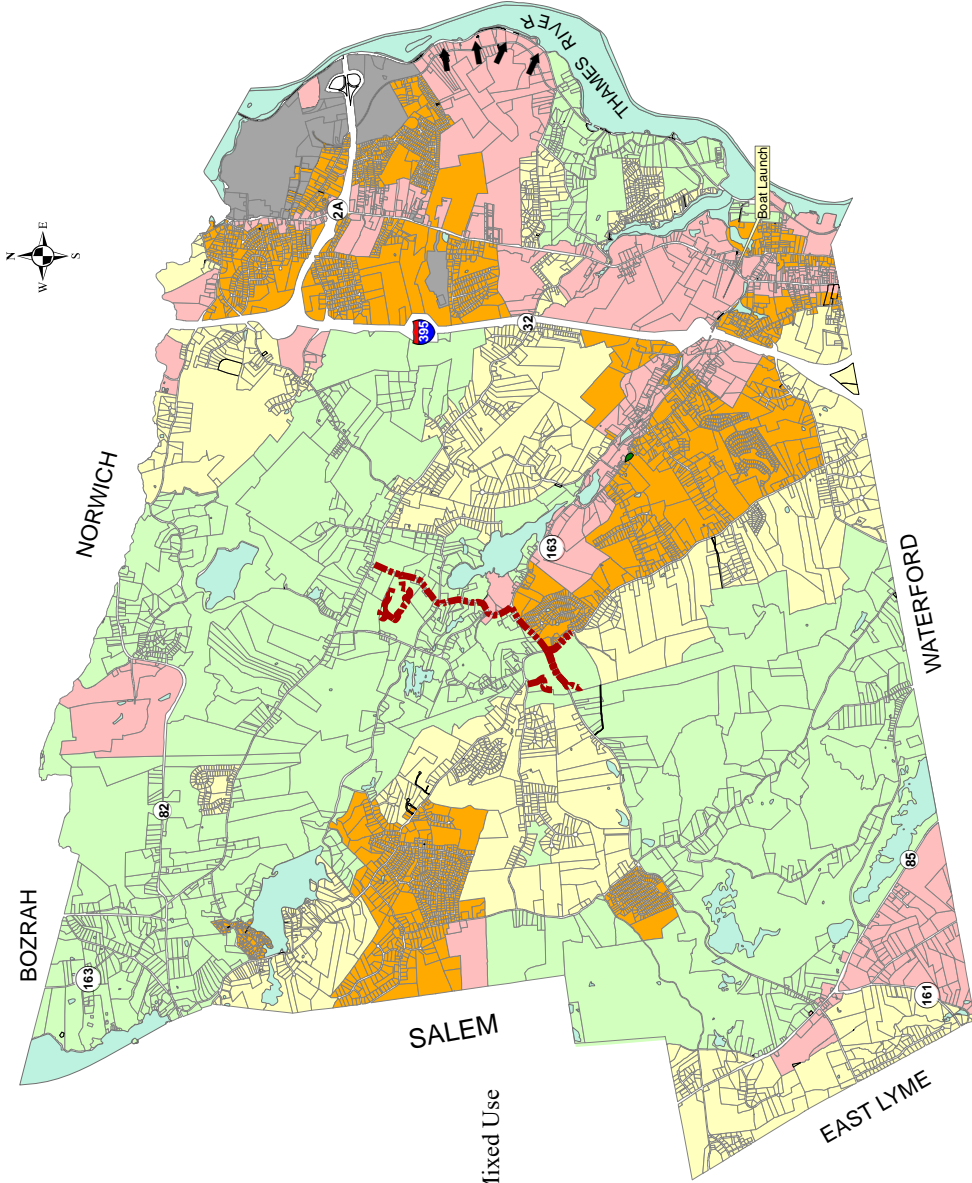 N
W E
S
THAMES RIVER
2A
Boat Launch
395
32
NORWICH
163
WATERFORD
82
BOZRAH
163
85
161
SALEM
lixed Use
EAST LYME